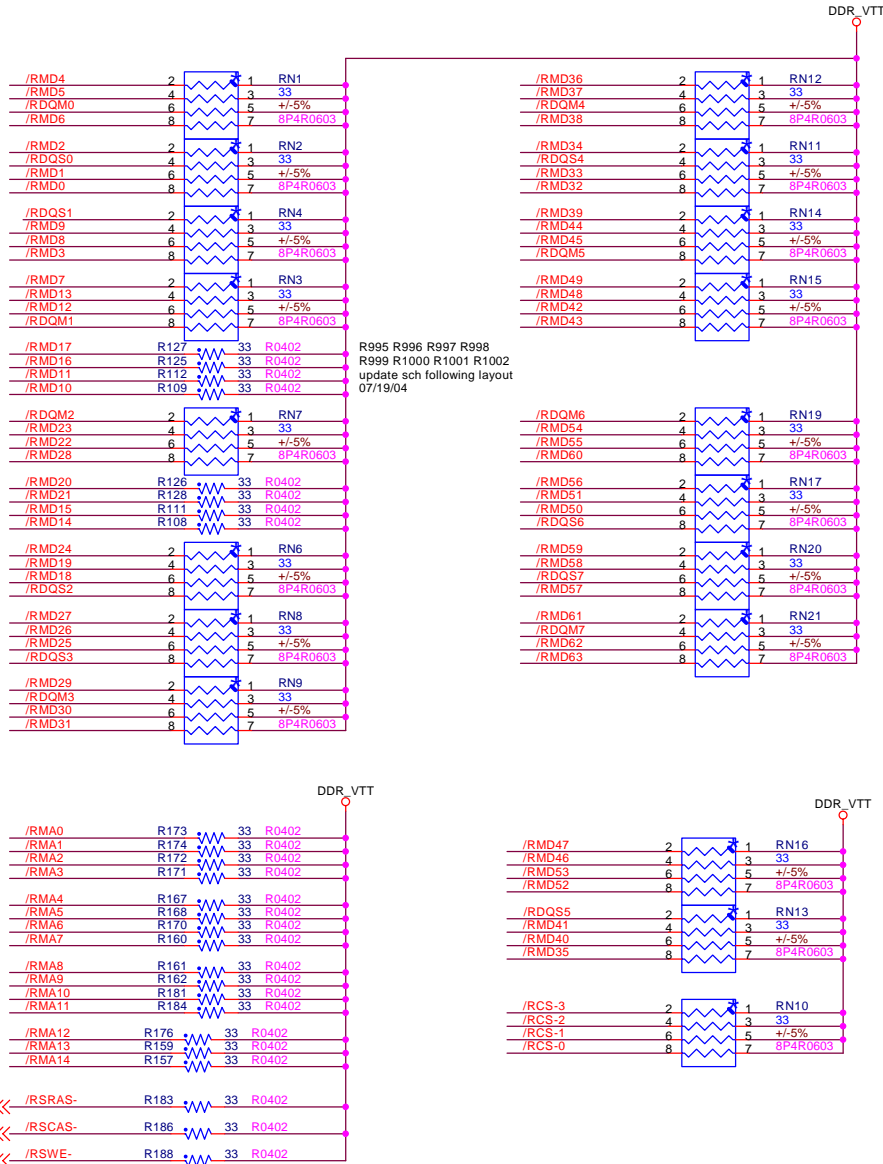 DDR_VTT
/RMD4 2 1 RN1
/RMD5 4 3 33
/RDQM0 6 5 +/-5%
/RMD6 8 7 8P4R0603
/RMD2 2 1 RN2
/RDQS0 4 3 33
/RMD1 6 5 +/-5%
/RMD0 8 7 8P4R0603
/RDQS1 2 1 RN4
/RMD9 4 3 33
/RMD8 6 5 +/-5%
/RMD3 8 7 8P4R0603
/RMD7 2 1 RN3
/RMD13 4 3 33
/RMD12 6 5 +/-5%
/RDQM1 8 7 8P4R0603
/RMD17 R127 33 R0402
/RMD16 R125 33 R0402
/RMD11 R112 33 R0402
/RMD10 R109 33 R0402
R995 R996 R997 R998
R999 R1000 R1001 R1002
update sch following layout
07/19/04
/RDQM2 2 1 RN7
/RMD23 4 3 33
/RMD22 6 5 +/-5%
/RMD28 8 7 8P4R0603
/RMD20 R126 33 R0402
/RMD21 R128 33 R0402
/RMD15 R111 33 R0402
/RMD14 R108 33 R0402
/RMD24 2 1 RN6
/RMD19 4 3 33
/RMD18 6 5 +/-5%
/RDQS2 8 7 8P4R0603
/RMD27 2 1 RN8
/RMD26 4 3 33
/RMD25 6 5 +/-5%
/RDQS3 8 7 8P4R0603
/RMD29 2 1 RN9
/RDQM3 4 3 33
/RMD30 6 5 +/-5%
/RMD31 8 7 8P4R0603
/RMD36 2 1 RN12
/RMD37 4 3 33
/RDQM4 6 5 +/-5%
/RMD38 8 7 8P4R0603
/RMD34 2 1 RN11
/RDQS4 4 3 33
/RMD33 6 5 +/-5%
/RMD32 8 7 8P4R0603
/RMD39 2 1 RN14
/RMD44 4 3 33
/RMD45 6 5 +/-5%
/RDQM5 8 7 8P4R0603
/RMD49 2 1 RN15
/RMD48 4 3 33
/RMD42 6 5 +/-5%
/RMD43 8 7 8P4R0603
/RDQM6 2 1 RN19
/RMD54 4 3 33
/RMD55 6 5 +/-5%
/RMD60 8 7 8P4R0603
/RMD56 2 1 RN17
/RMD51 4 3 33
/RMD50 6 5 +/-5%
/RDQS6 8 7 8P4R0603
/RMD59 2 1 RN20
/RMD58 4 3 33
/RDQS7 6 5 +/-5%
/RMD57 8 7 8P4R0603
/RMD61 2 1 RN21
/RDQM7 4 3 33
/RMD62 6 5 +/-5%
/RMD63 8 7 8P4R0603
DDR_VTT
/RMA0 R173 33 R0402
/RMA1 R174 33 R0402
/RMA2 R172 33 R0402
/RMA3 R171 33 R0402
/RMA4 R167 33 R0402
/RMA5 R168 33 R0402
/RMA6 R170 33 R0402
/RMA7 R160 33 R0402
/RMA8 R161 33 R0402
/RMA9 R162 33 R0402
/RMA10 R181 33 R0402
/RMA11 R184 33 R0402
/RMA12 R176 33 R0402
/RMA13 R159 33 R0402
/RMA14 R157 33 R0402
/RSRAS- R183 33 R0402
/RSCAS- R186 33 R0402
/RSWE- R188 33 R0402
DDR_VTT
/RMD47 2 1 RN16
/RMD46 4 3 33
/RMD53 6 5 +/-5%
/RMD52 8 7 8P4R0603
/RDQS5 2 1 RN13
/RMD41 4 3 33
/RMD40 6 5 +/-5%
/RMD35 8 7 8P4R0603
/RCS-3 2 1 RN10
/RCS-2 4 3 33
/RCS-1 6 5 +/-5%
/RCS-0 8 7 8P4R0603